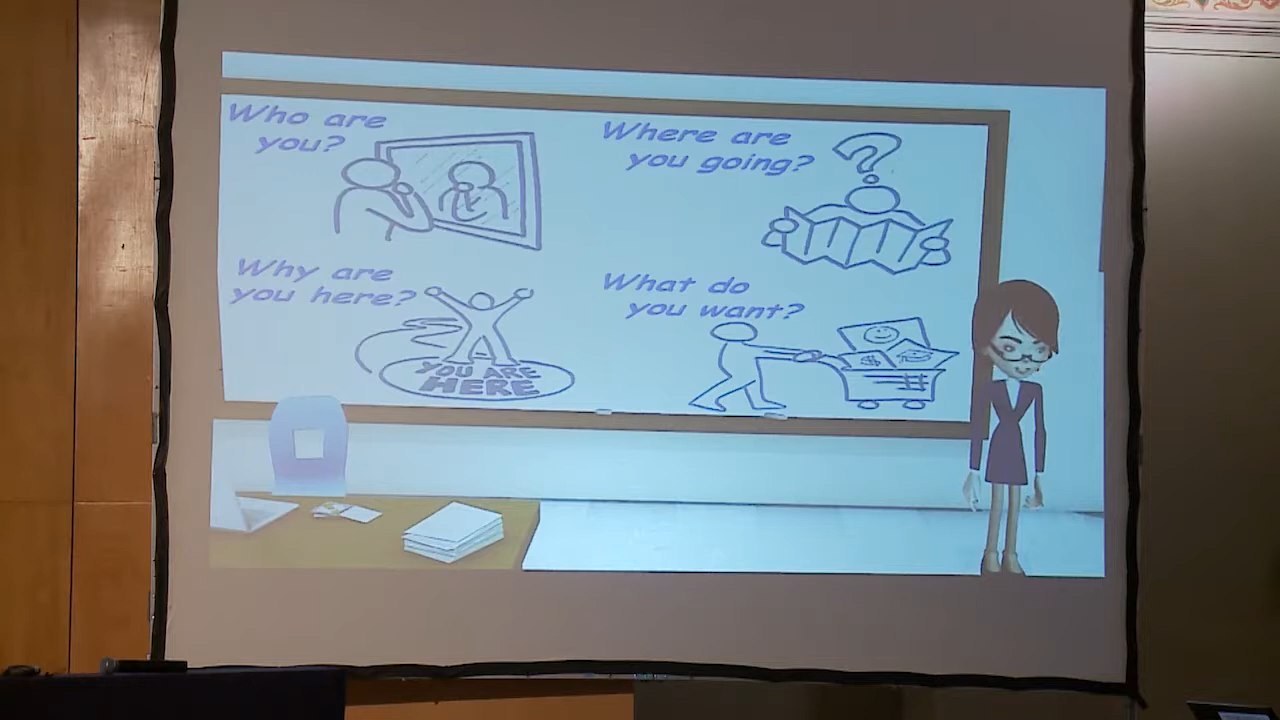 Who are
you?
Where are
you going?
?
Why are
you here?
YOU ARE
HERE
What do
you want?
$